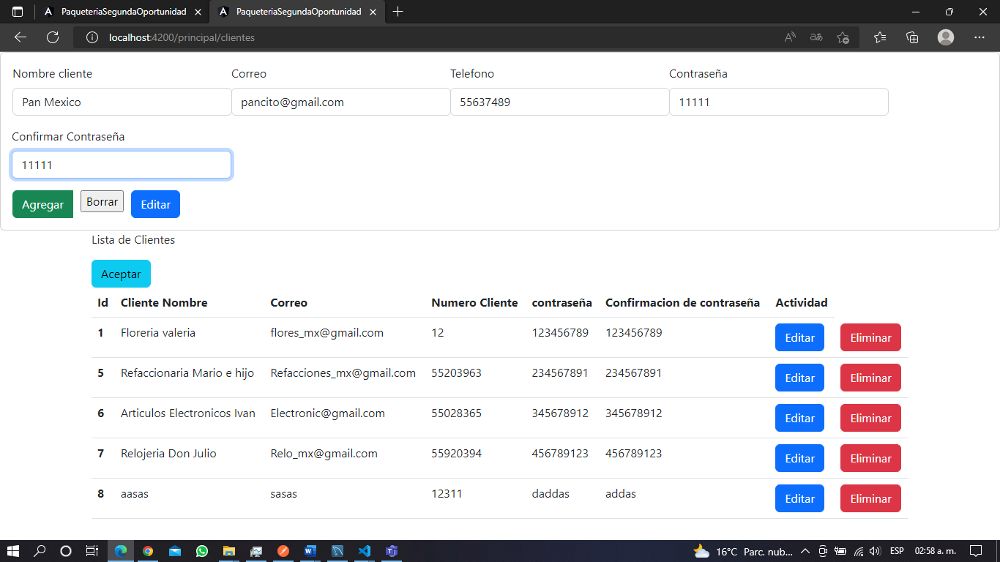 PaqueteriaSegundaOportunidad
PaqueteriaSegundaOportunidad
localhost:4200/principal/clientes
Nombre cliente Correo Telefono Contraseña
Pan Mexico pancito@gmail.com 55637489 11111
Confirmar Contraseña
11111
Agregar Borrar Editar
Lista de Clientes
Aceptar
Id Cliente Nombre Correo Numero Cliente contraseña Confirmacion de contraseña Actividad
1 Floreria valeria flores_mx@gmail.com 12 123456789 123456789 Editar Eliminar
5 Refaccionaria Mario e hijo Refacciones_mx@gmail.com 55203963 234567891 234567891 Editar Eliminar
6 Articulos Electronicos Ivan Electronic@gmail.com 55028365 345678912 345678912 Editar Eliminar
7 Relojeria Don Julio Relo_mx@gmail.com 55920394 456789123 456789123 Editar Eliminar
8 aasas sasas 12311 daddas addas Editar Eliminar
16°C Parc. nub... ESP 02:58 a. m.